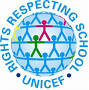 RIGHTS RESPECTING SCHOOL
UNICEF